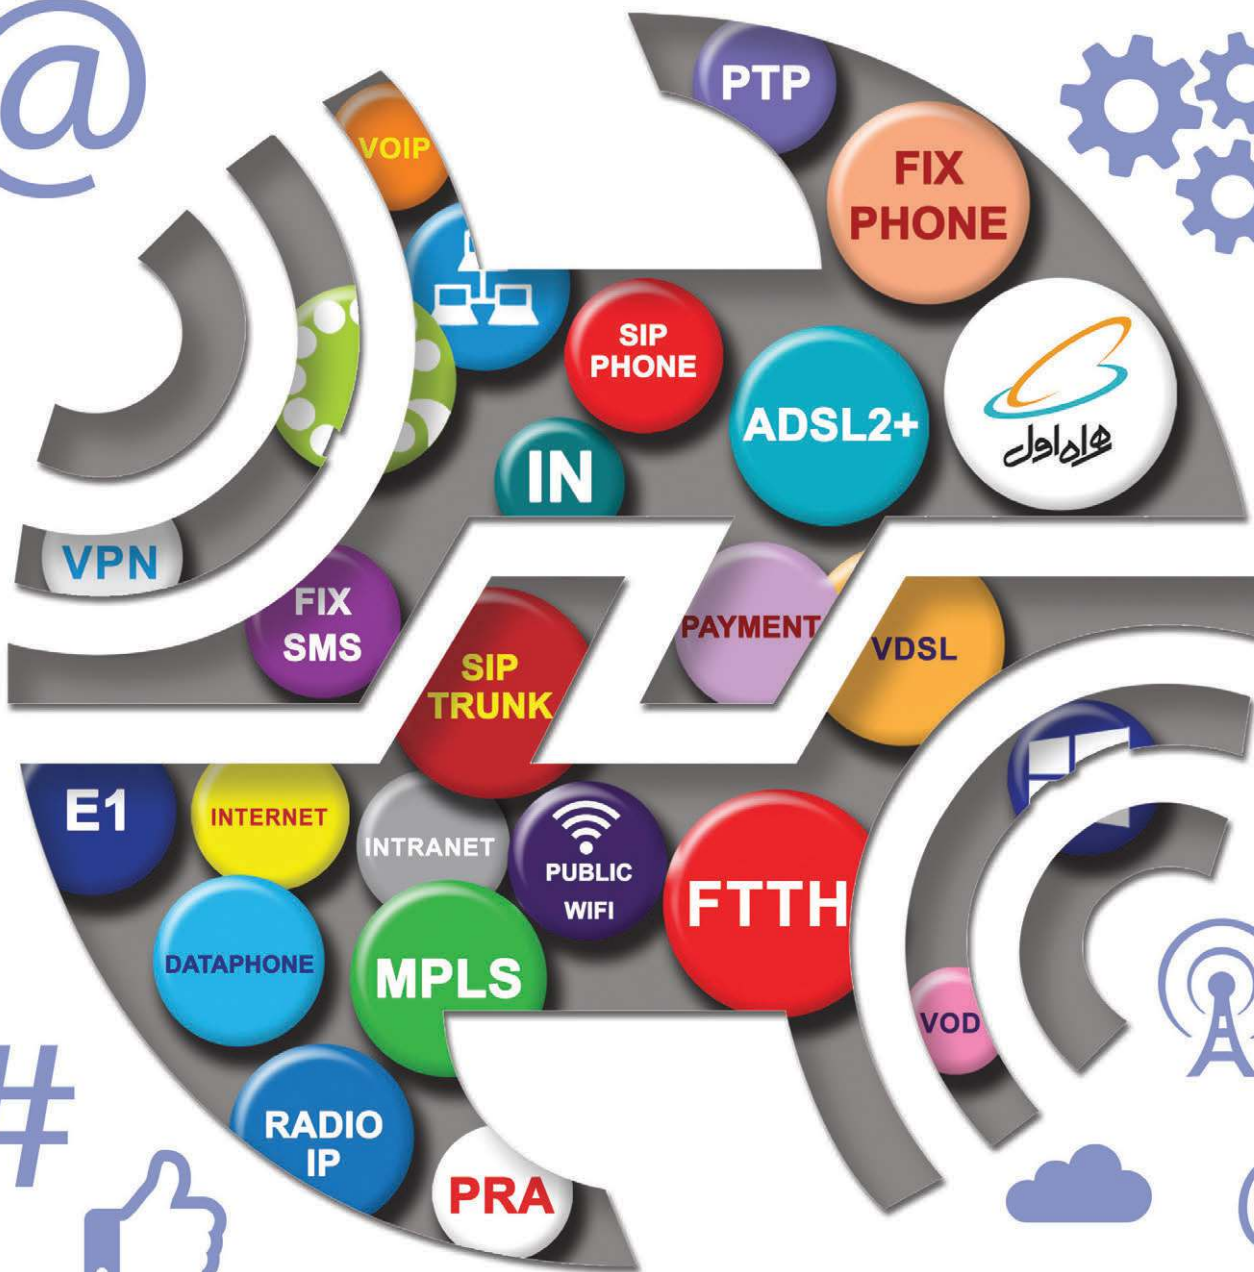 @
PTP
VOIP
FIX
PHONE
SIP
PHONE
ADSL2+
همراه اول
IN
VPN
FIX
SMS
PAYMENT
VDSL
SIP
TRUNK
E1
INTERNET
INTRANET
PUBLIC
WIFI
FTTH
DATAPHONE
MPLS
VOD
#
RADIO
IP
PRA